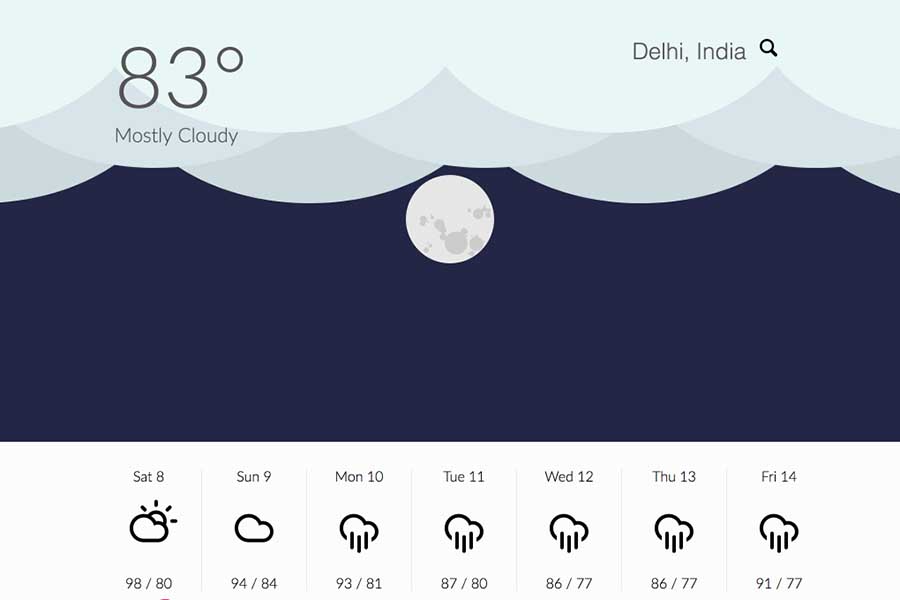 83°
Delhi, India
Mostly Cloudy
Sat 8
Sun 9
Mon 10
Tue 11
Wed 12
Thu 13
Fri 14
98 / 80
94 / 84
93 / 81
87 / 80
86 / 77
86 / 77
91 / 77